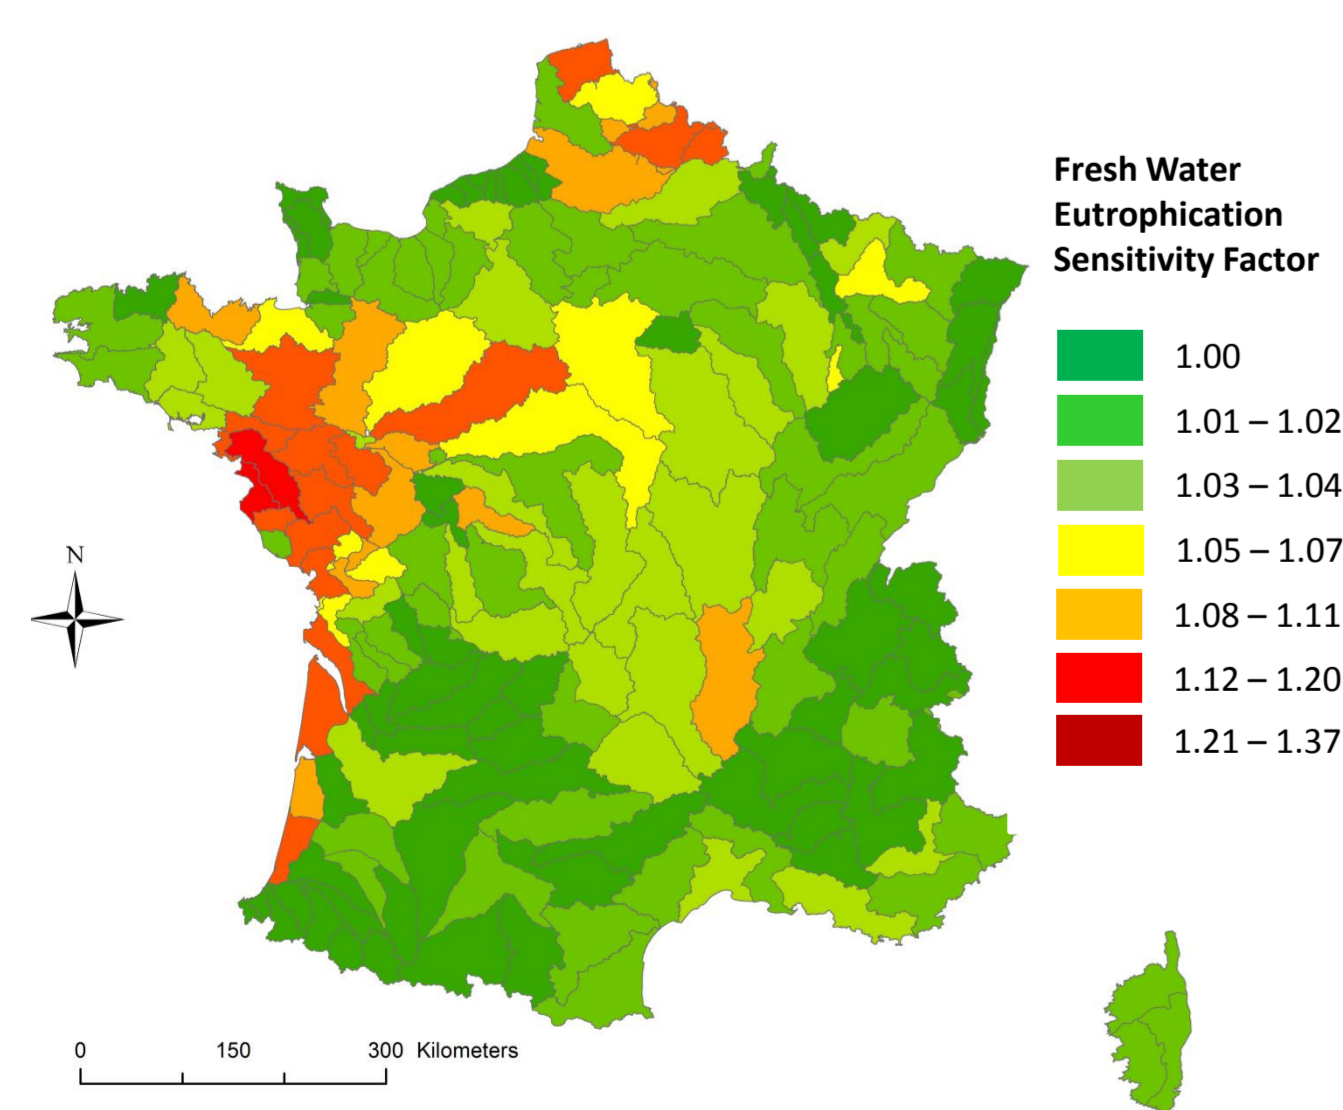 Fresh Water
Eutrophication
Sensitivity Factor
1.00
1.01 – 1.02
1.03 – 1.04
1.05 – 1.07
1.08 – 1.11
1.12 – 1.20
1.21 – 1.37
N
0 150 300 Kilometers